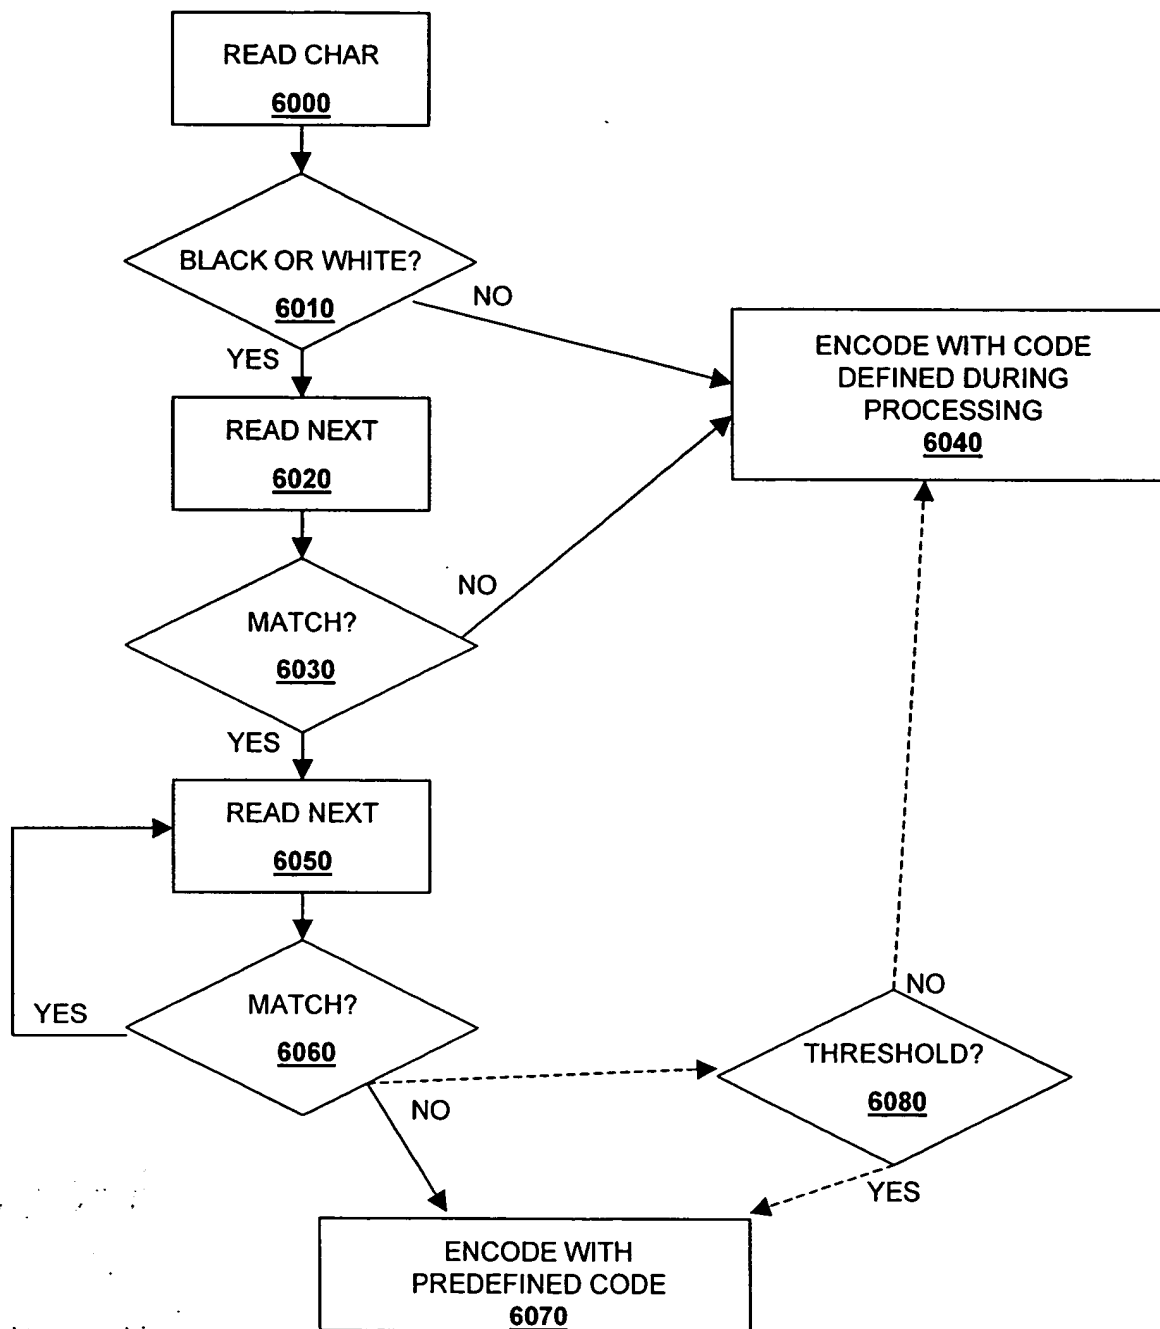 READ CHAR
6000
BLACK OR WHITE?
6010
NO
YES
ENCODE WITH CODE
DEFINED DURING
PROCESSING
6040
READ NEXT
6020
NO
MATCH?
6030
YES
READ NEXT
6050
YES
MATCH?
6060
NO
NO
THRESHOLD?
6080
YES
ENCODE WITH
PREDEFINED CODE
6070